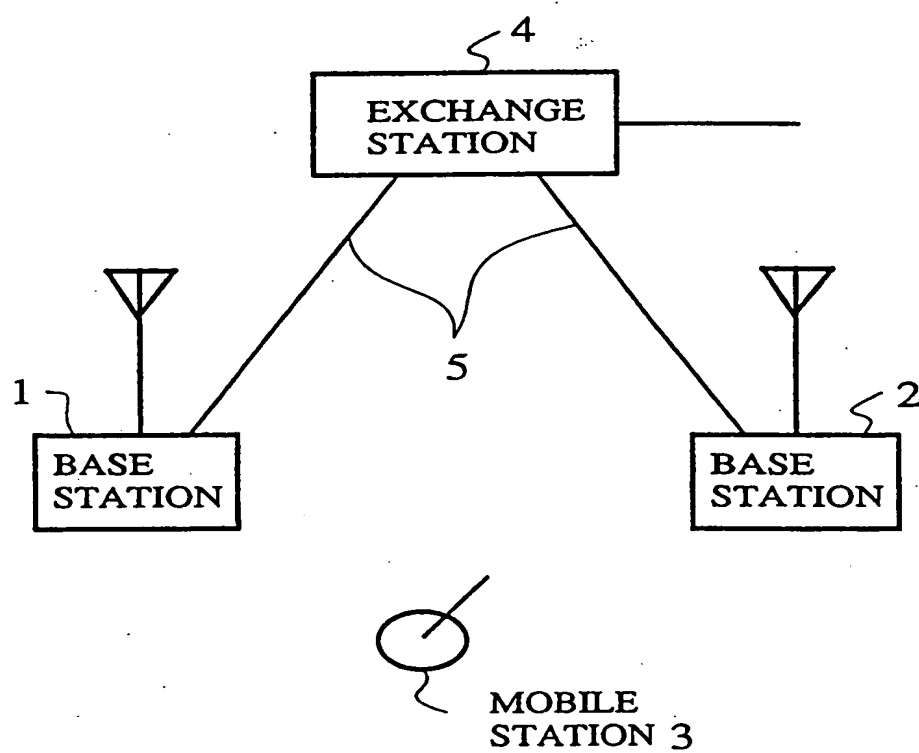 4
EXCHANGE
STATION
5
1
2
BASE
STATION
BASE
STATION
MOBILE
STATION 3